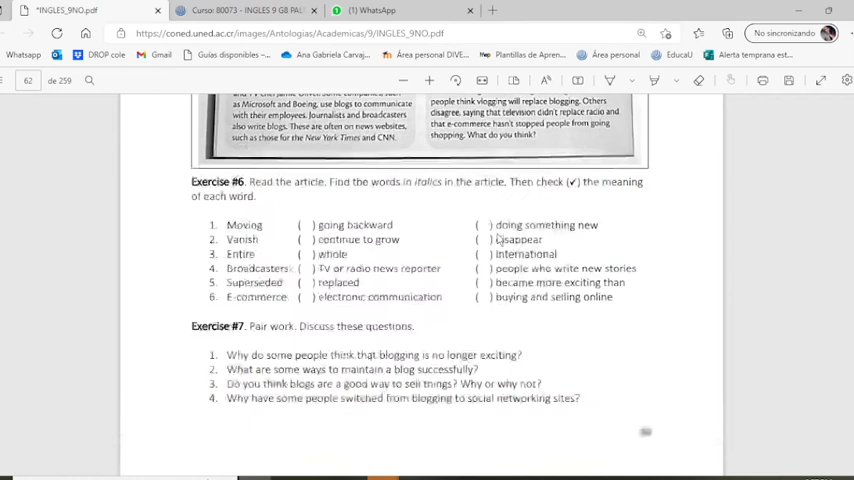 *INGLES_9NO.pdf
Curso: 80073 - INGLES 9 G8 PAL
(1) WhatsApp
https://coned.uned.ac.cr/images/Antologias/Academicas/9/INGLES_9NO.pdf
No sincronizando
Whatsapp
DROP cole
Gmail
Guías disponibles –...
Ana Gabriela Carvaj...
Área personal DIVE...
Plantillas de Aprend...
Área personal
EducaU
Alerta temprana est...
62
de 259
as Microsoft and Boeing, use blogs to communicate
with their employees. Journalists and broadcasters
also write blogs. These are often on news websites,
such as those for the New York Times and CNN.
people think vlogging will replace blogging. Others
disagree, saying that television didn't replace radio and
that e-commerce hasn't stopped people from going
shopping. What do you think?
Exercise #6. Read the article. Find the words in italics in the article. Then check (✓) the meaning
of each word.
1. Moving ( ) going backward ( ) doing something new
2. Vanish ( ) continue to grow ( ) disappear
3. Entire ( ) whole ( ) international
4. Broadcasters ( ) TV or radio news reporter ( ) people who write new stories
5. Superseded ( ) replaced ( ) became more exciting than
6. E-commerce ( ) electronic communication ( ) buying and selling online
Exercise #7. Pair work. Discuss these questions.
1. Why do some people think that blogging is no longer exciting?
2. What are some ways to maintain a blog successfully?
3. Do you think blogs are a good way to sell things? Why or why not?
4. Why have some people switched from blogging to social networking sites?